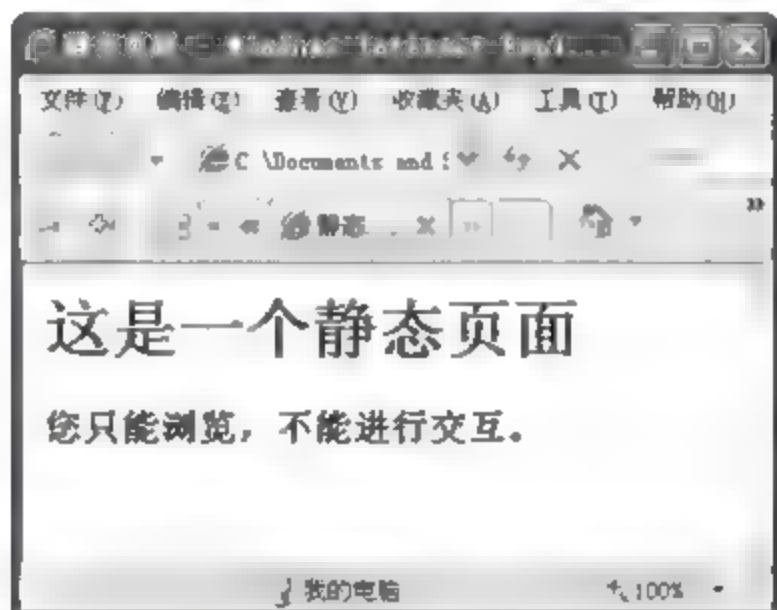 文件(F) 编辑(E) 查看(V) 收藏夹(A) 工具(T) 帮助(H)
C \Documents and S
静态
这是一个静态页面
您只能浏览，不能进行交互。
我的电脑 100%